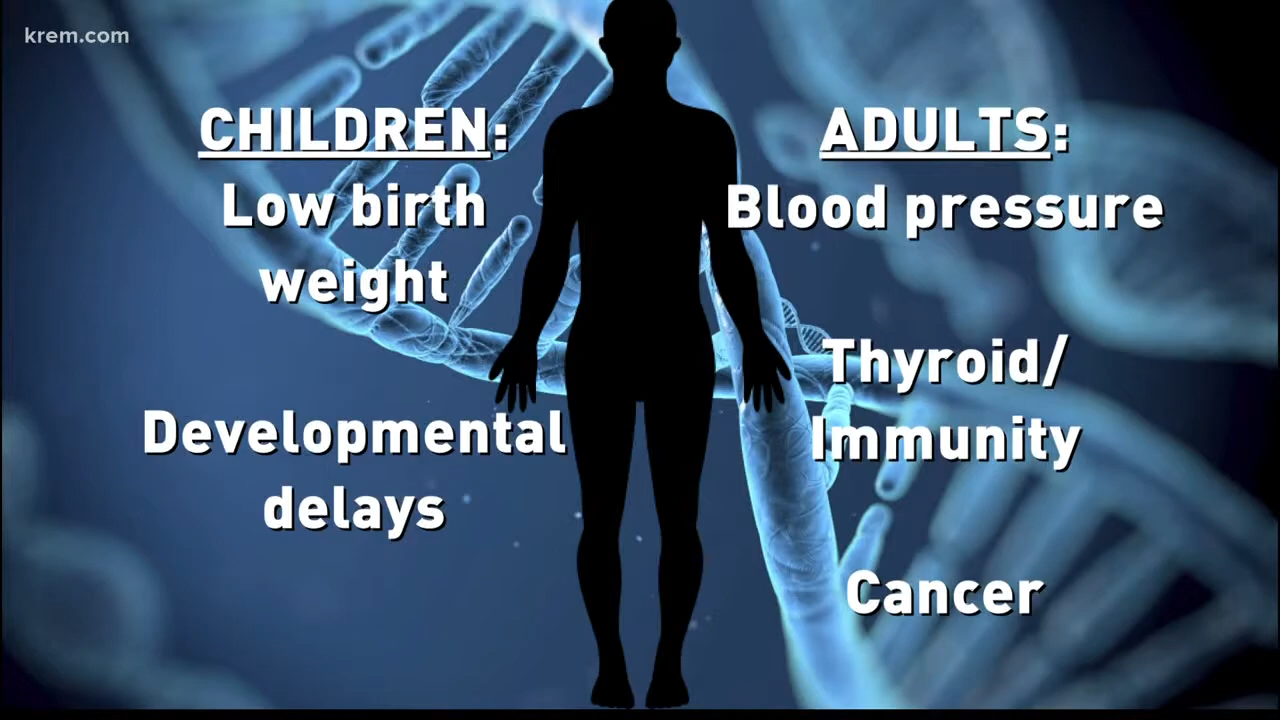 krem.com
CHILDREN:
Low birth
weight
Developmental
delays
ADULTS:
Blood pressure
Thyroid/
Immunity
Cancer